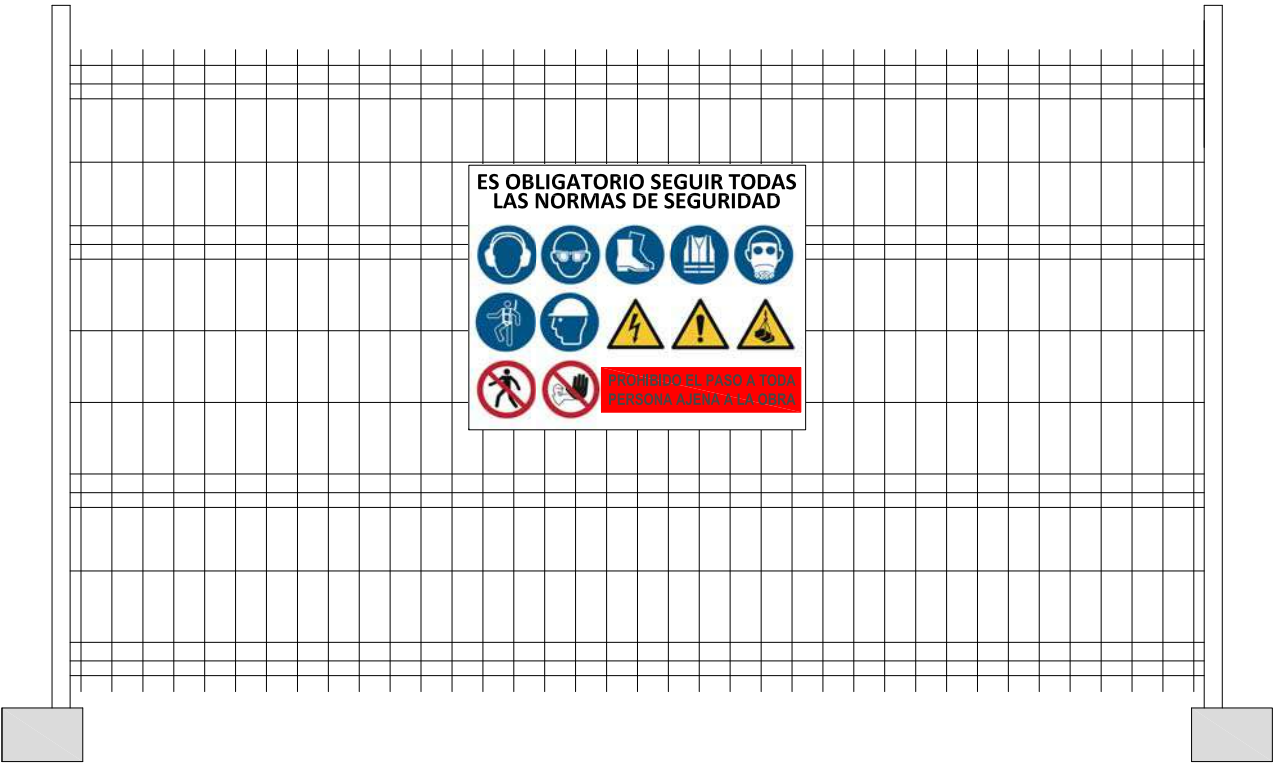 ES OBLIGATORIO SEGUIR TODAS
LAS NORMAS DE SEGURIDAD
PROHIBIDO EL PASO A TODA
PERSONA AJENA A LA OBRA